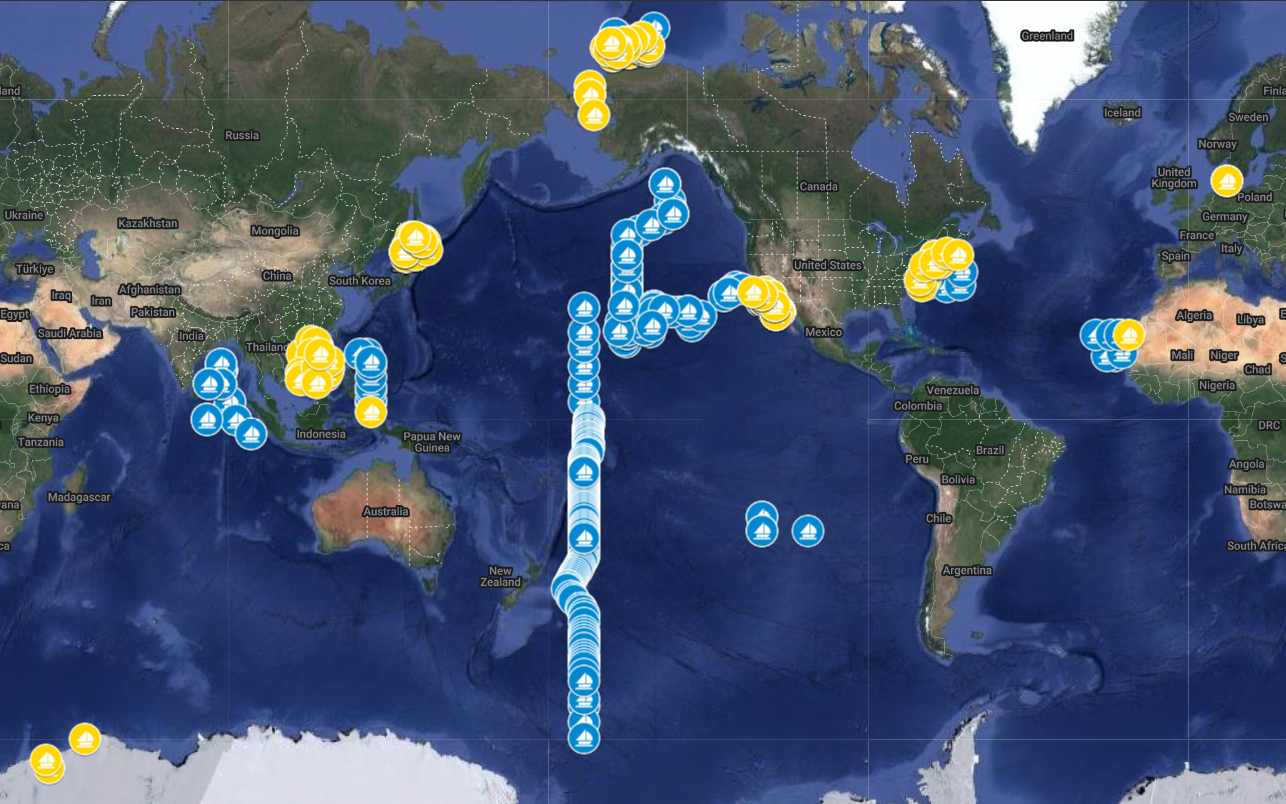 Greenland
land
Iceland
Finla
Sweden
Norway
Russia
United
Kingdom
Canada
Poland
Ukraine
Kazakhstan
Mongolia
Germany
France
Italy
Spain
Türkiye
China
South Korea
United States
Afghanistan
Iraq
Iran
Pakistan
Egypt
Algeria
Libya
E
India
Saudi Arabia
Mexico
Thailand
Sudan
Mali
Niger
Chad
S
Ethiopia
Nigeria
Venezuela
Colombia
Kenya
Tanzania
Indonesia
Papua New
Guinea
DRC
Peru
Brazil
Angola
Bolivia
Madagascar
Namibia
ana
Botsw
Australia
Chile
South Africa
ca
New
Zealand
Argentina